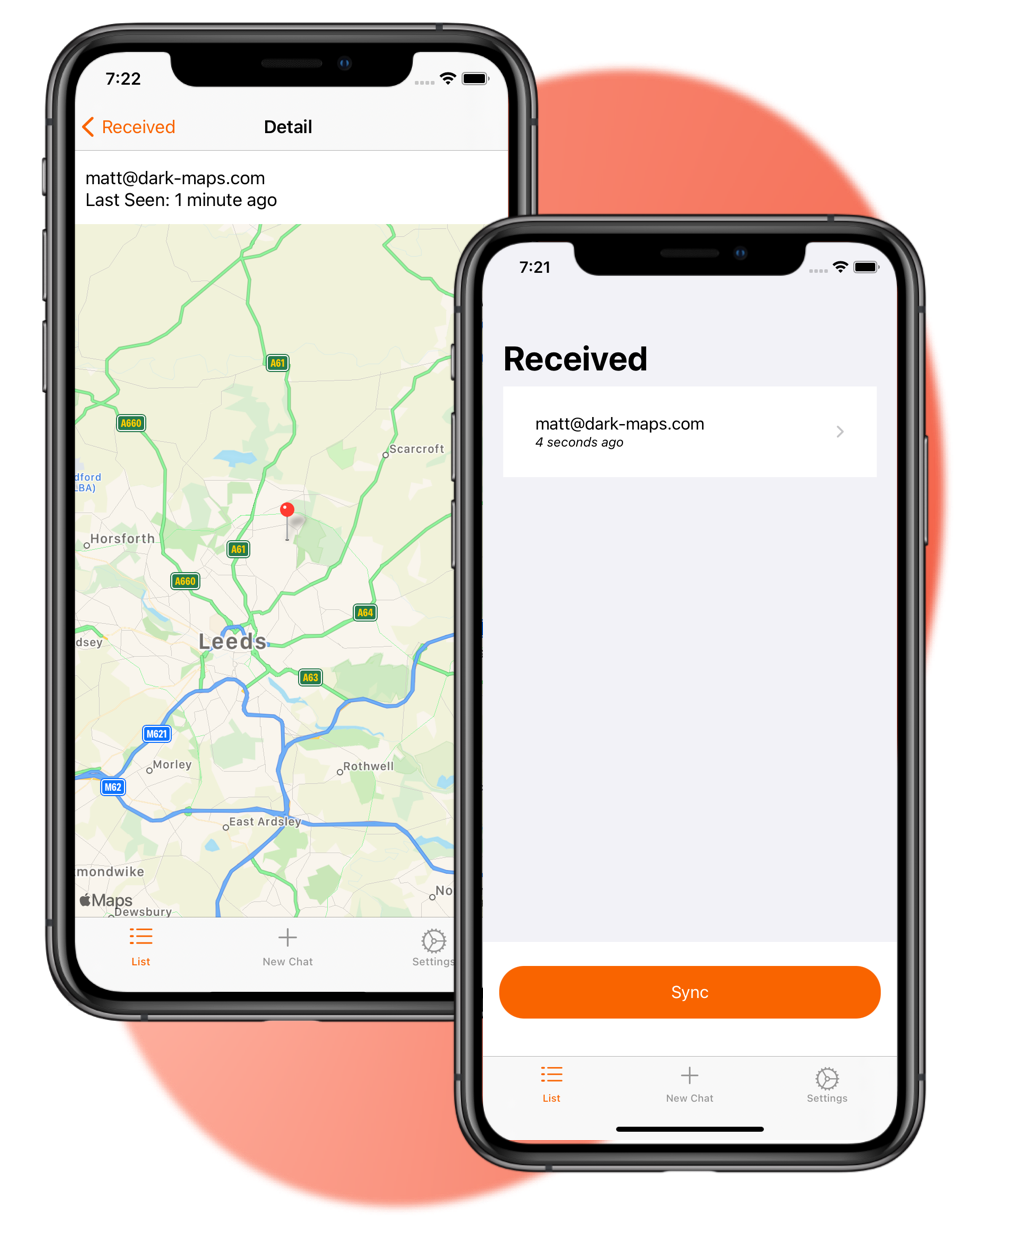 7:22
Received
Detail
matt@dark-maps.com
Last Seen: 1 minute ago
A61
A660
Scarcroft
dford
LBA)
Horsforth
A61
A660
A64
Leeds
dsey
A63
M621
Morley
Rothwell
M62
East Ardsley
mondwike
No
Maps
Dewsbury
List
New Chat
Settings
7:21
Received
matt@dark-maps.com
4 seconds ago
Sync
List
New Chat
Settings